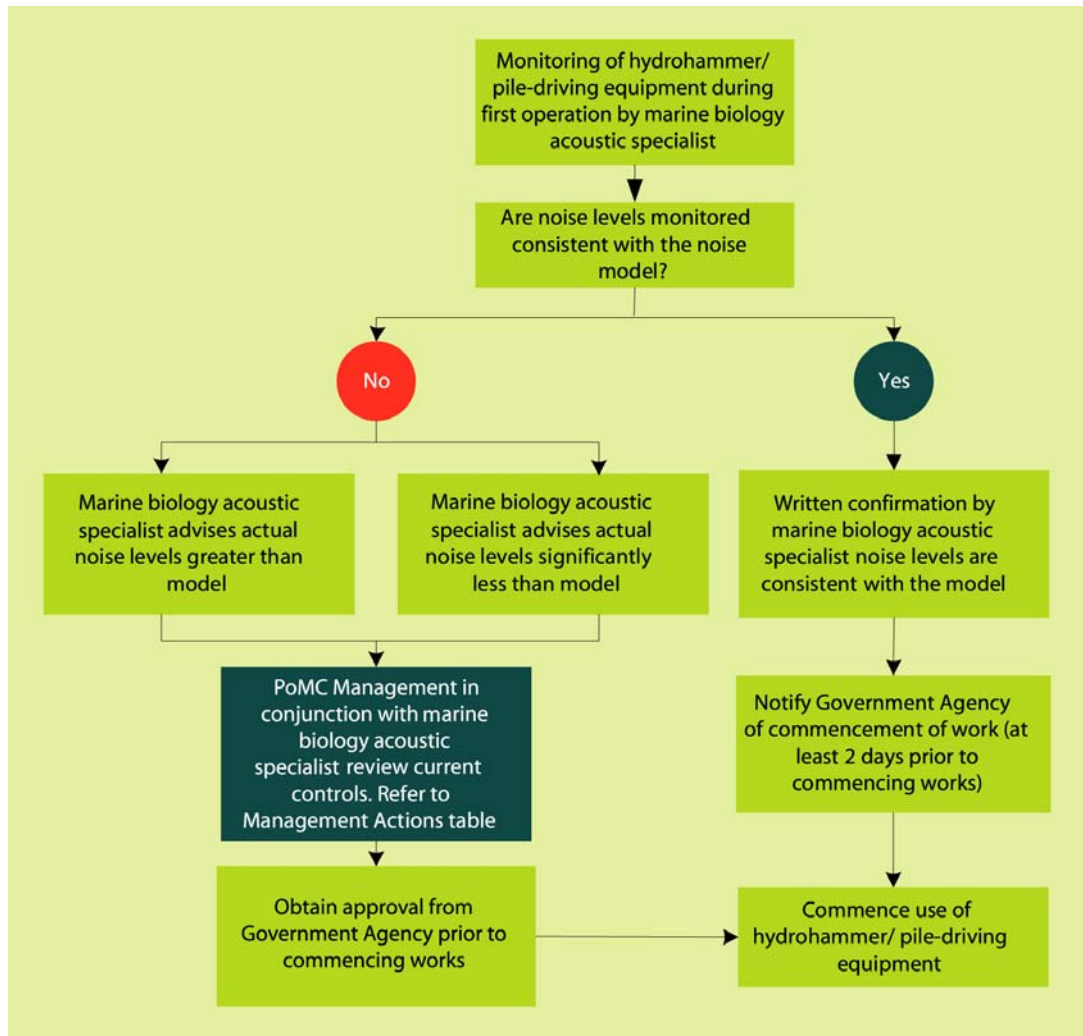 Monitoring of hydrohammer/
pile-driving equipment during
first operation by marine biology
acoustic specialist
Are noise levels monitored
consistent with the noise
model?
No
Yes
Marine biology acoustic
specialist advises actual
noise levels greater than
model
Marine biology acoustic
specialist advises actual
noise levels significantly
less than model
Written confirmation by
marine biology acoustic
specialist noise levels are
consistent with the model
PoMC Management in
conjunction with marine
biology acoustic
specialist review current
controls. Refer to
Management Actions table
Notify Government Agency
of commencement of work (at
least 2 days prior to
commencing works)
Obtain approval from
Government Agency prior to
commencing works
Commence use of
hydrohammer/ pile-driving
equipment